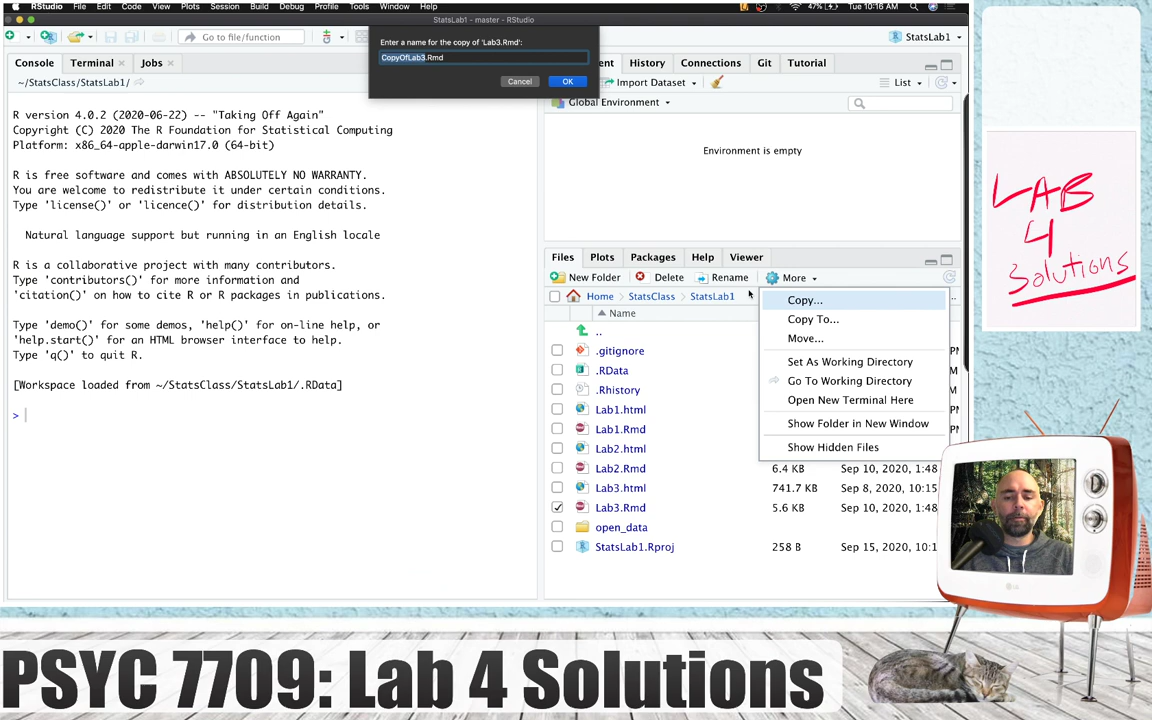 RStudio File Edit Code View Plots Session Build Debug Profile Tools Window Help 47% Tue 10:16 AM
StatsLab1 - master - RStudio
Go to file/function
StatsLab1
Enter a name for the copy of 'Lab3.Rmd':
CopyOfLab3.Rmd
Cancel OK
Console Terminal Jobs
ent History Connections Git Tutorial
~/StatsClass/StatsLab1/
Import Dataset List
Global Environment
Environment is empty
R version 4.0.2 (2020-06-22) -- "Taking Off Again"
Copyright (C) 2020 The R Foundation for Statistical Computing
Platform: x86_64-apple-darwin17.0 (64-bit)
R is free software and comes with ABSOLUTELY NO WARRANTY.
You are welcome to redistribute it under certain conditions.
Type 'license()' or 'licence()' for distribution details.
Natural language support but running in an English locale
R is a collaborative project with many contributors.
Type 'contributors()' for more information and
'citation()' on how to cite R or R packages in publications.
Type 'demo()' for some demos, 'help()' for on-line help, or
'help.start()' for an HTML browser interface to help.
Type 'q()' to quit R.
[Workspace loaded from ~/StatsClass/StatsLab1/.RData]
>
Files Plots Packages Help Viewer
New Folder Delete Rename More
Home StatsClass StatsLab1
Name
..
.gitignore
.RData
.Rhistory
Lab1.html
Lab1.Rmd
Lab2.html
Lab2.Rmd 6.4 KB Sep 10, 2020, 1:48
Lab3.html 741.7 KB Sep 8, 2020, 10:15
Lab3.Rmd 5.6 KB Sep 10, 2020, 1:48
open_data
StatsLab1.Rproj 258 B Sep 15, 2020, 10:1
Copy...
Copy To...
Move...
Set As Working Directory
Go To Working Directory
Open New Terminal Here
Show Folder in New Window
Show Hidden Files
LAB
4
Solutions
LG
PSYC 7709: Lab 4 Solutions